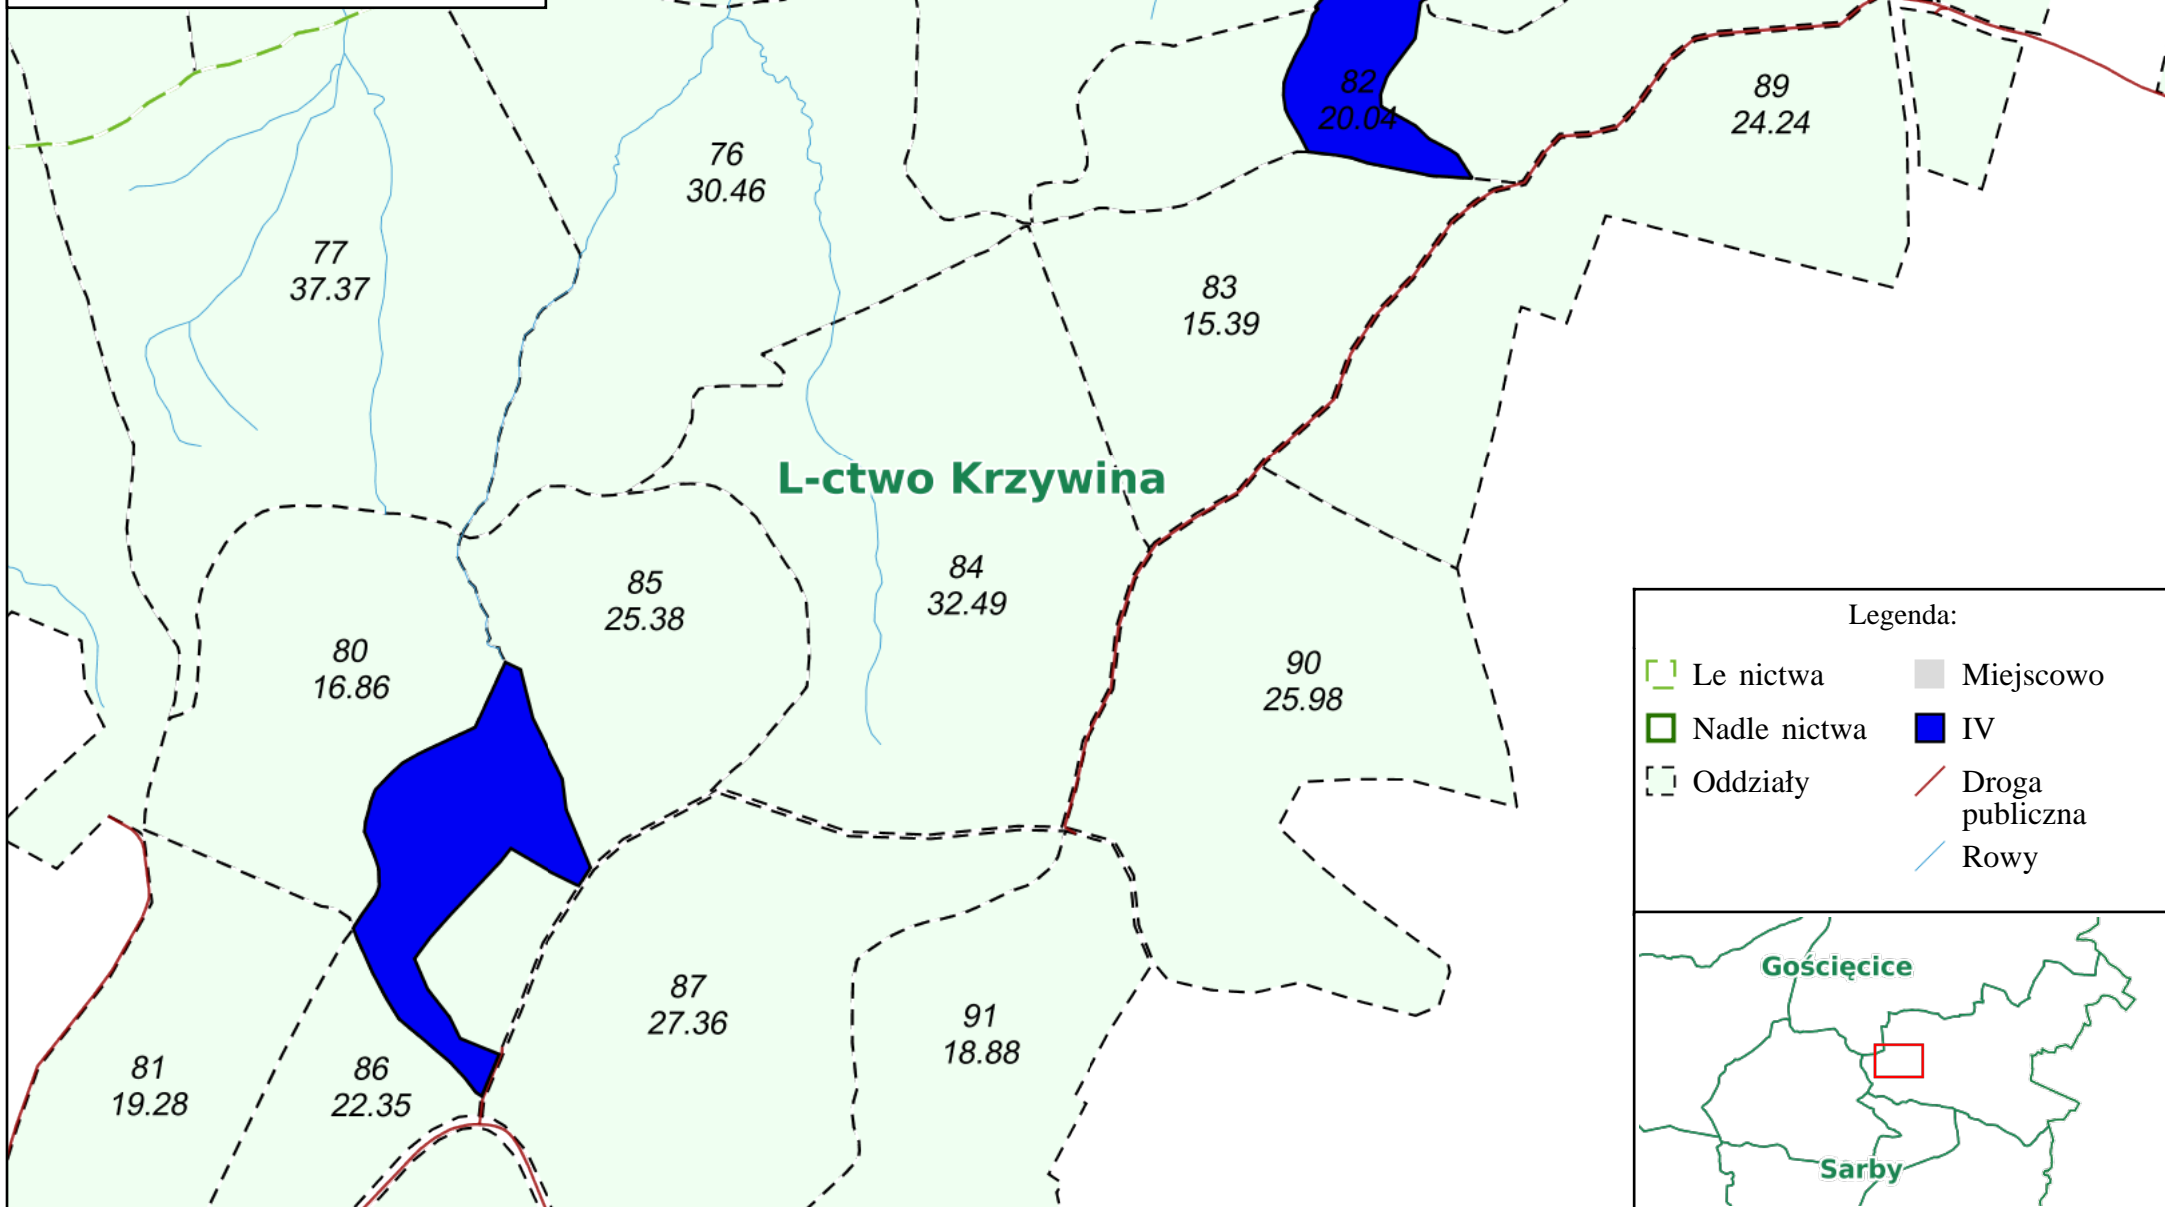 82
20.04
89
24.24
76
30.46
77
37.37
83
15.39
L-ctwo Krzywina
85
25.38
84
32.49
80
16.86
90
25.98
87
27.36
91
18.88
81
19.28
86
22.35
Legenda:
Le nictwa
Miejscowo
Nadle nictwa
IV
Oddziały
Droga
publiczna
Rowy
Gościęcice
Sarby